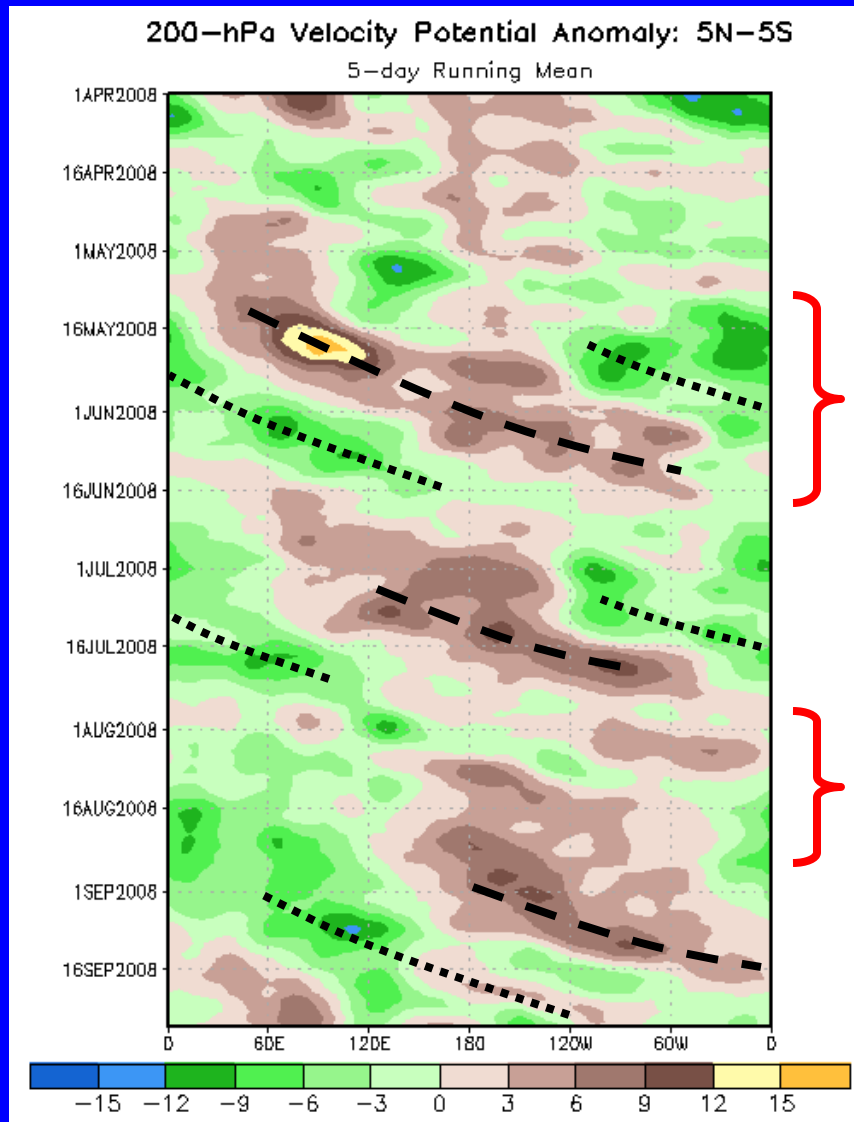 200-hPa Velocity Potential Anomaly: 5N-5S
5-day Running Mean
1APR2008
16APR2008
1MAY2008
16MAY2008
1JUN2008
16JUN2008
1JUL2008
16JUL2008
1AUG2008
16AUG2008
1SEP2008
16SEP2008
0 60E 120E 180 120W 60W 0
-15 -12 -9 -6 -3 0 3 6 9 12 15